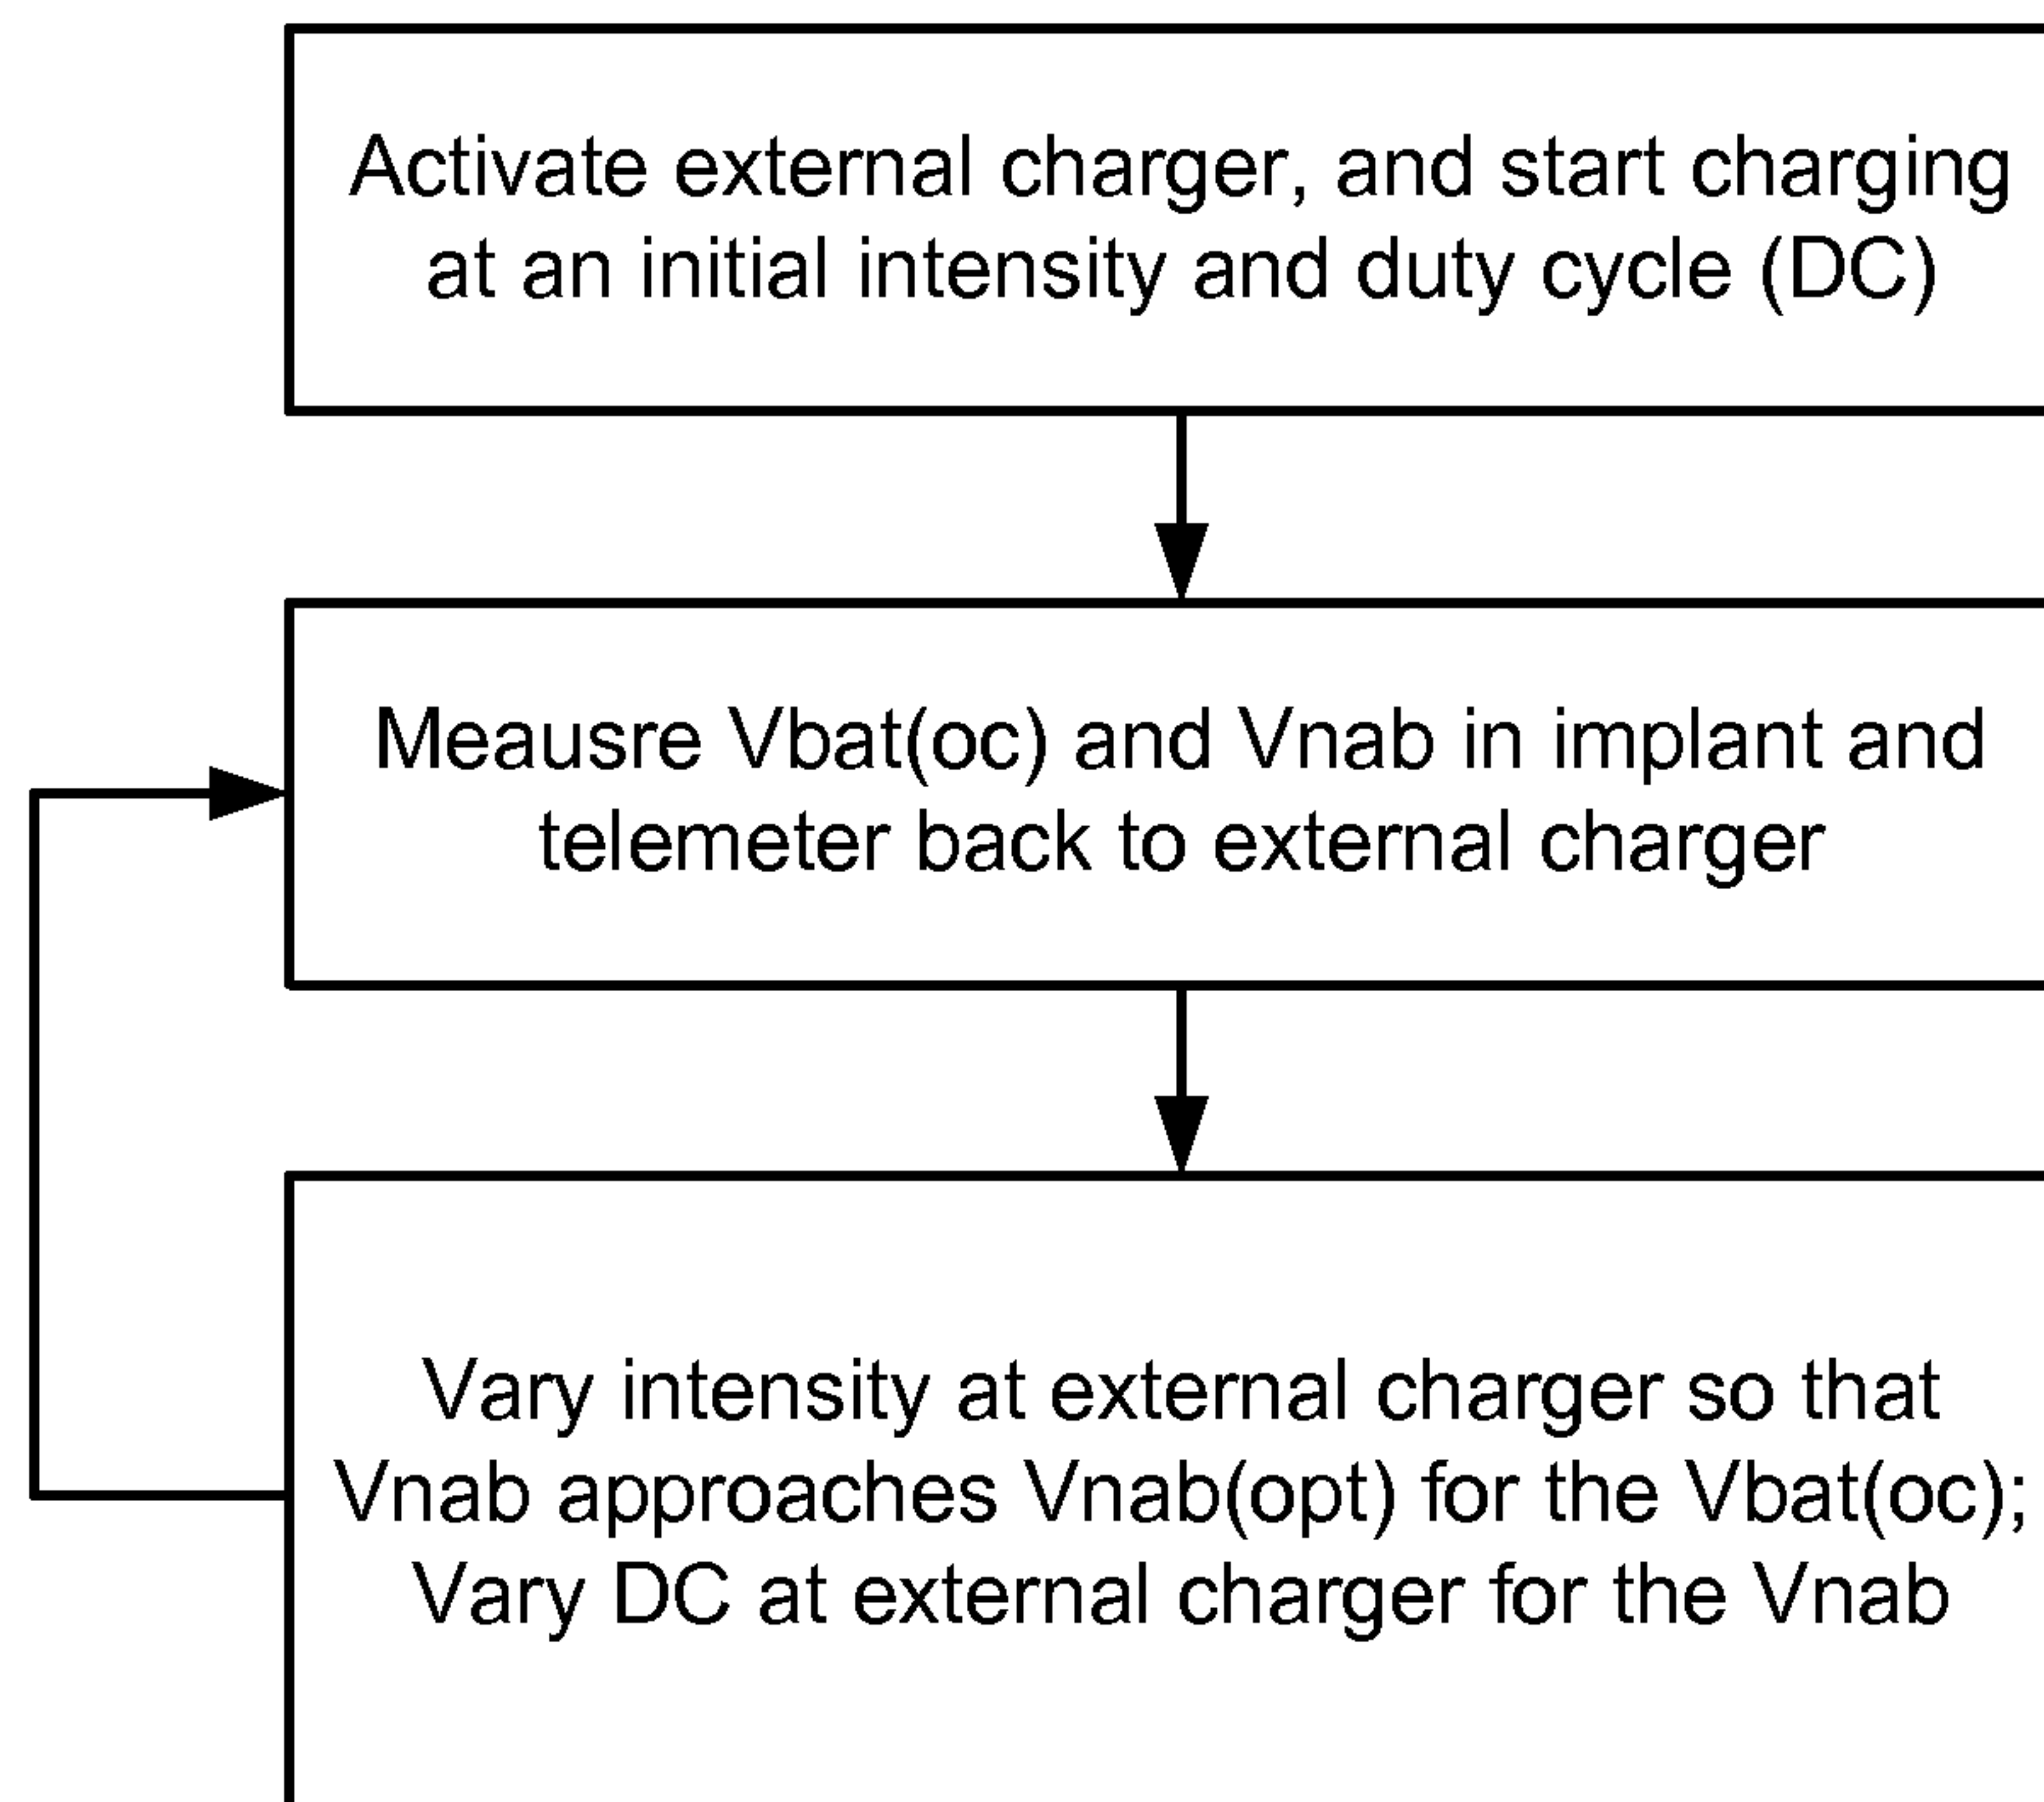 Activate external charger, and start charging
at an initial intensity and duty cycle (DC)
Meausre Vbat(oc) and Vnab in implant and
telemeter back to external charger
Vary intensity at external charger so that
Vnab approaches Vnab(opt) for the Vbat(oc);
Vary DC at external charger for the Vnab